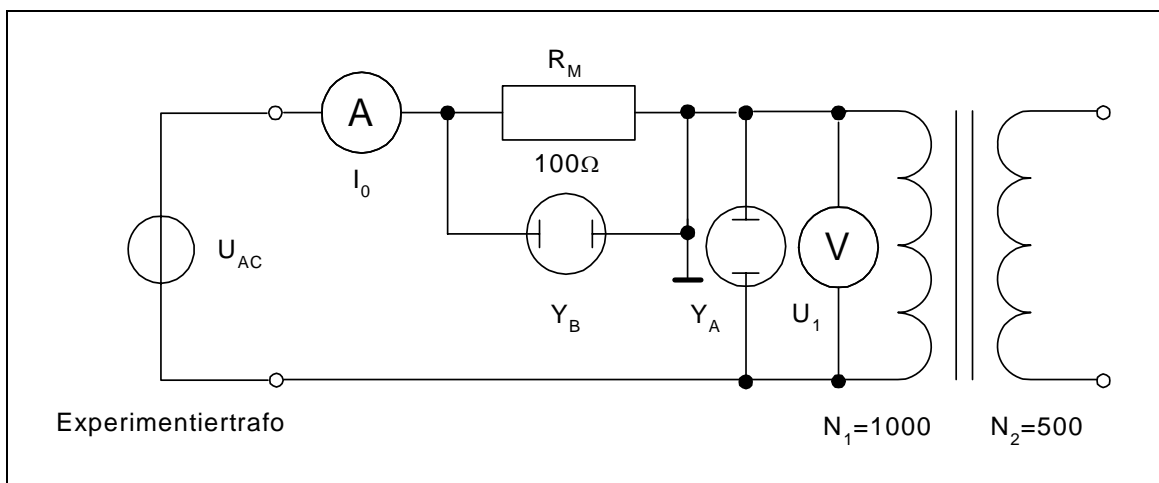 R_M
A
100Ω
I_0
U_AC
V
Y_B
Y_A
U_1
Experimentiertrafo
N_1=1000
N_2=500